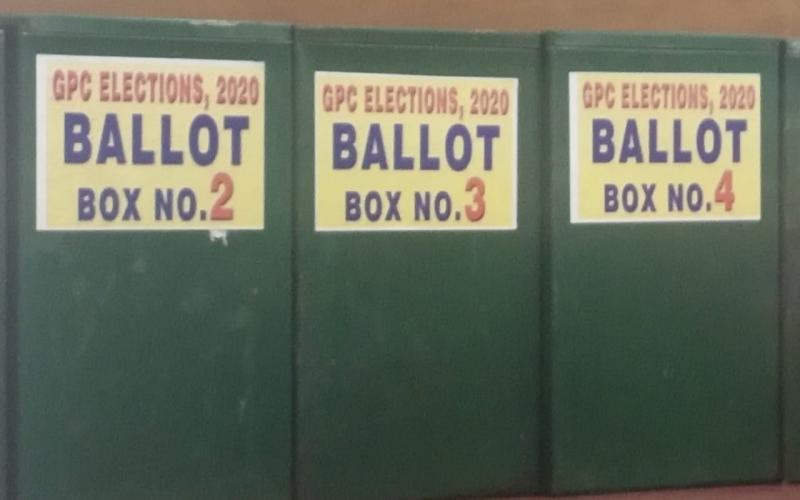 GPC ELECTIONS, 2020
BALLOT
BOX NO.2
GPC ELECTIONS, 2020
BALLOT
BOX NO.3
GPC ELECTIONS, 2020
BALLOT
BOX NO.4